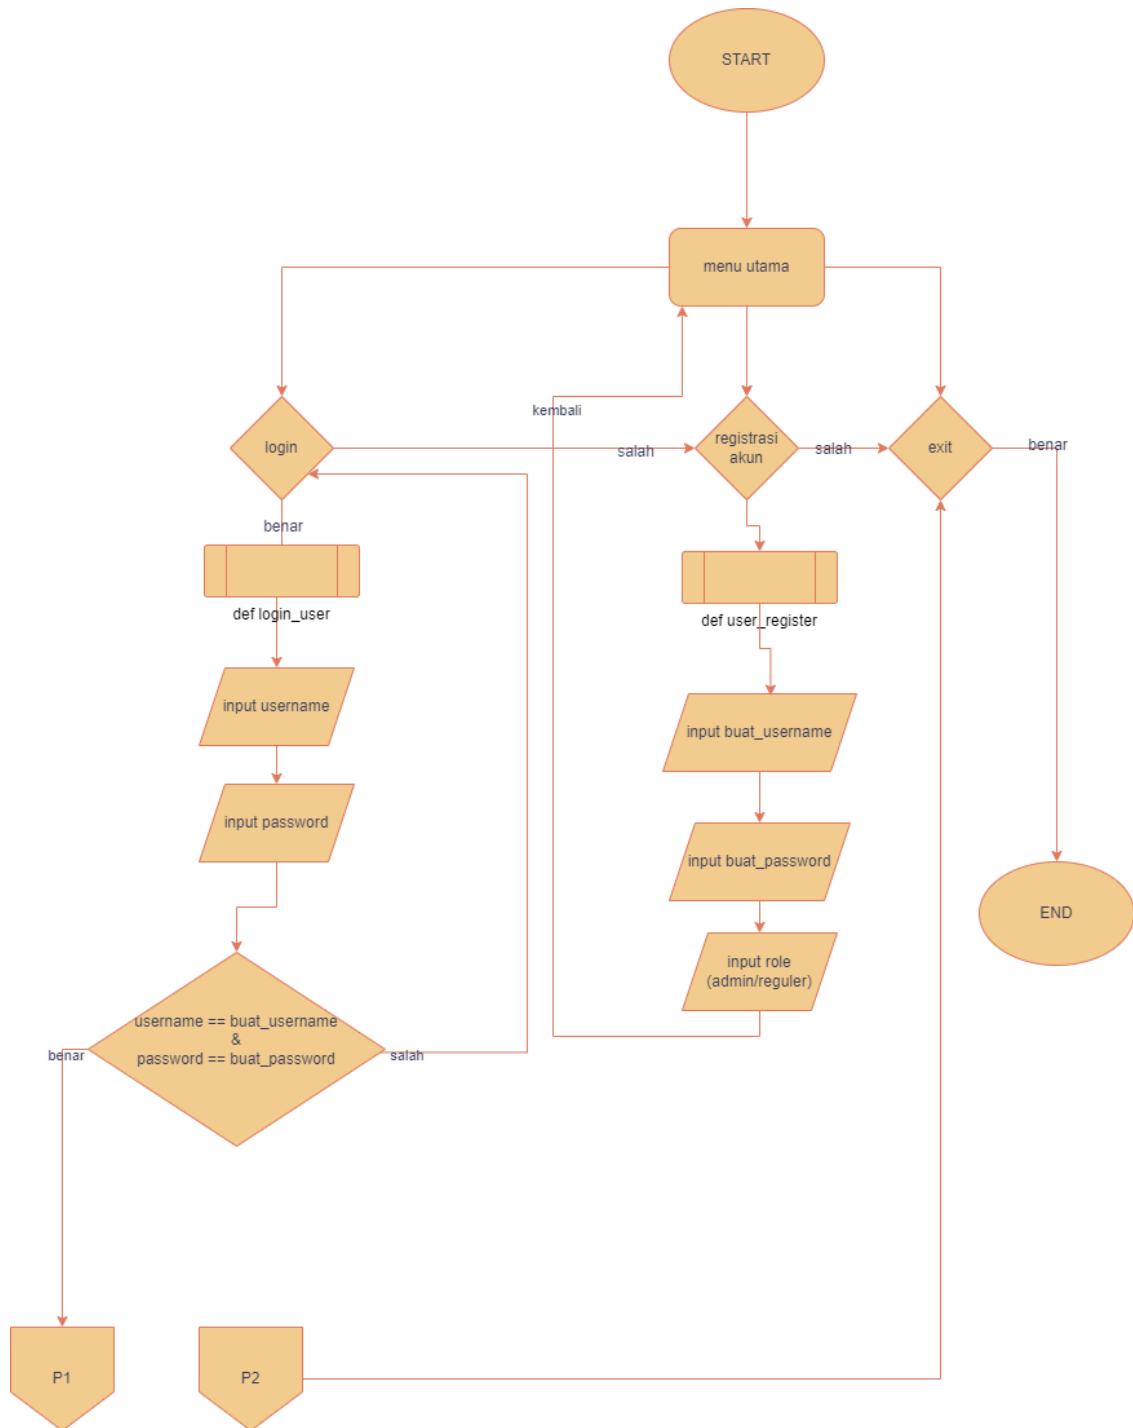 START
menu utama
kembali
login
salah
registrasi
akun
salah
exit
benar
benar
def login_user
def user_register
input username
input buat_username
input password
input buat_password
END
input role
(admin/reguler)
username == buat_username
&
password == buat_password
benar
salah
P1
P2